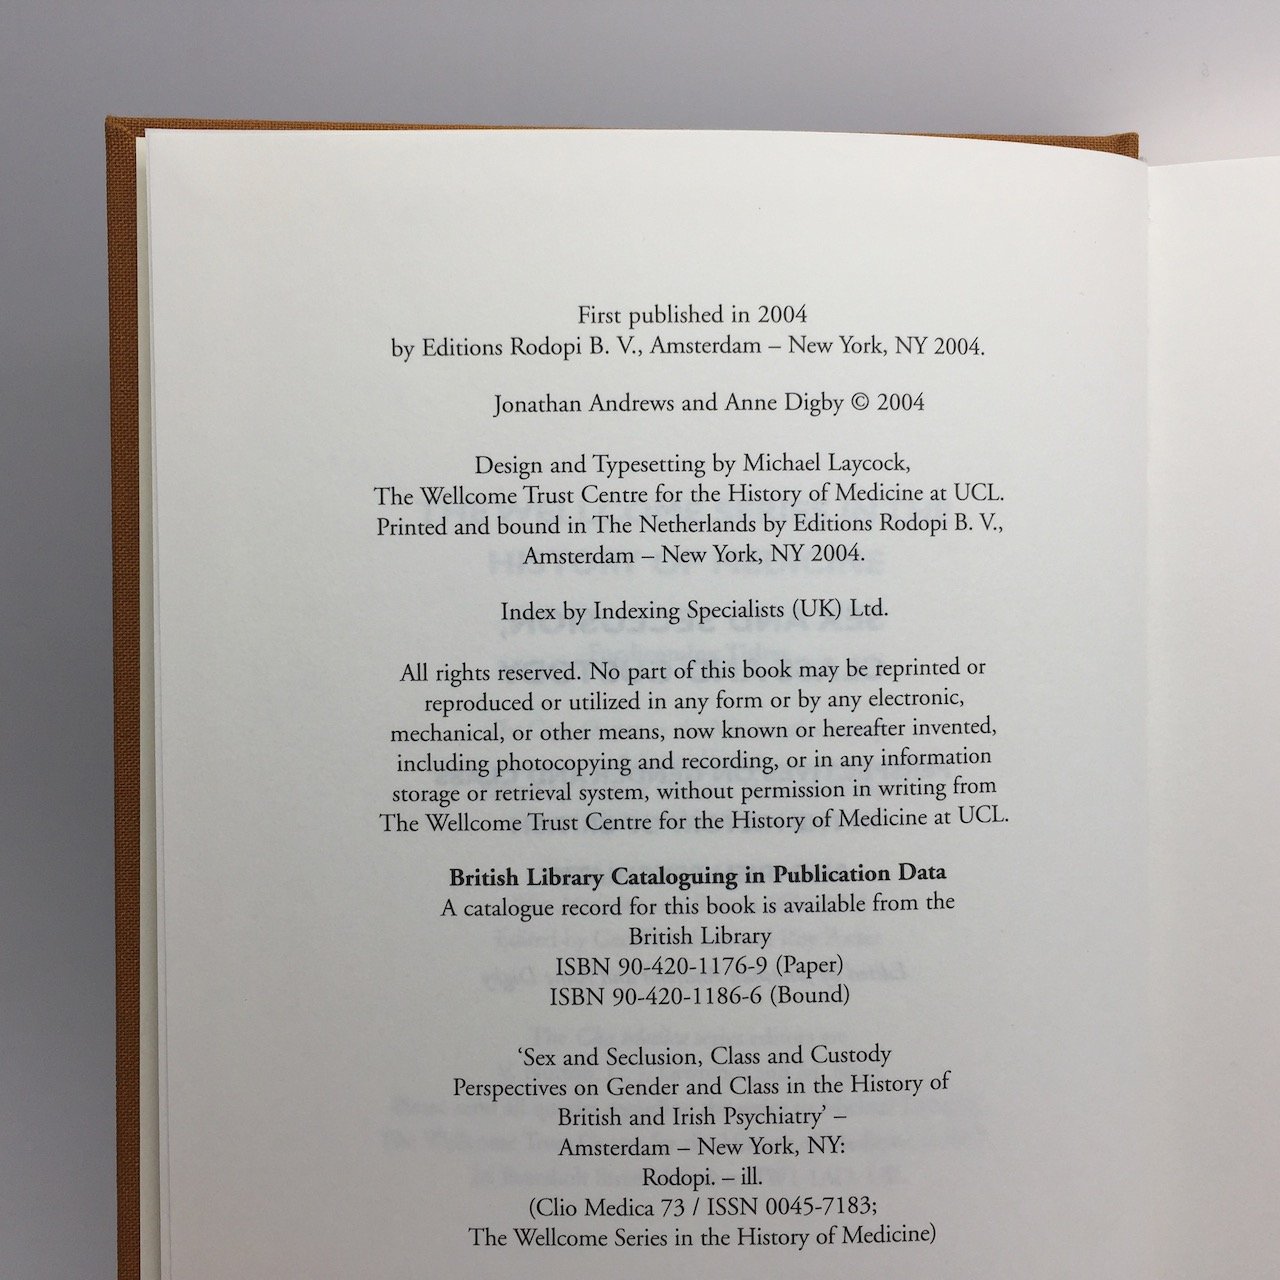 First published in 2004
by Editions Rodopi B. V., Amsterdam – New York, NY 2004.
Jonathan Andrews and Anne Digby © 2004
Design and Typesetting by Michael Laycock,
The Wellcome Trust Centre for the History of Medicine at UCL.
Printed and bound in The Netherlands by Editions Rodopi B. V.,
Amsterdam – New York, NY 2004.
Index by Indexing Specialists (UK) Ltd.
All rights reserved. No part of this book may be reprinted or
reproduced or utilized in any form or by any electronic,
mechanical, or other means, now known or hereafter invented,
including photocopying and recording, or in any information
storage or retrieval system, without permission in writing from
The Wellcome Trust Centre for the History of Medicine at UCL.
British Library Cataloguing in Publication Data
A catalogue record for this book is available from the
British Library
ISBN 90-420-1176-9 (Paper)
ISBN 90-420-1186-6 (Bound)
‘Sex and Seclusion, Class and Custody
Perspectives on Gender and Class in the History of
British and Irish Psychiatry’ –
Amsterdam – New York, NY:
Rodopi. – ill.
(Clio Medica 73 / ISSN 0045-7183;
The Wellcome Series in the History of Medicine)